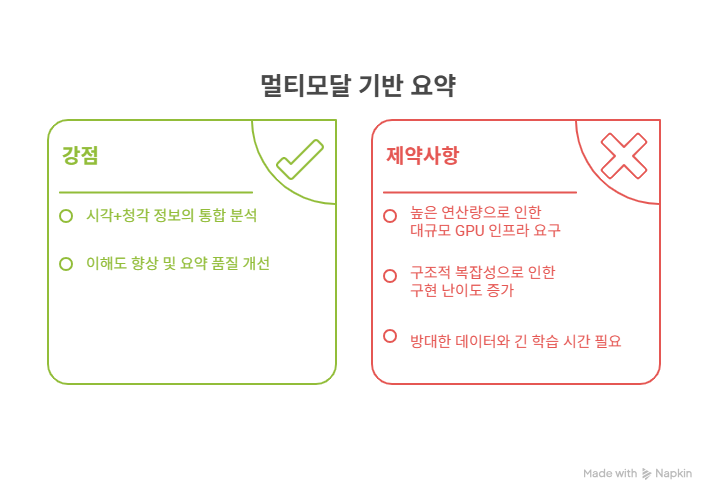 멀티모달 기반 요약
강점
시각+청각 정보의 통합 분석
이해도 향상 및 요약 품질 개선
제약사항
높은 연산량으로 인한
대규모 GPU 인프라 요구
구조적 복잡성으로 인한
구현 난이도 증가
방대한 데이터와 긴 학습 시간 필요
Made with Napkin